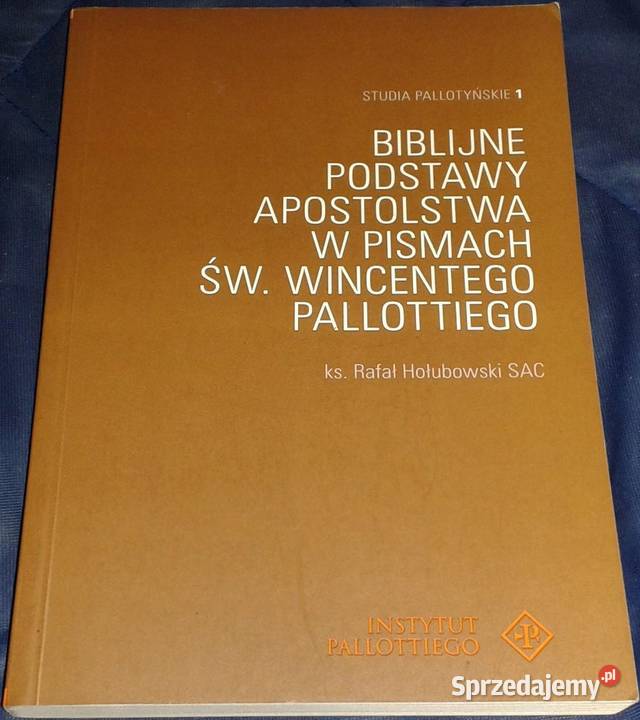 STUDIA PALLOTYŃSKIE 1
BIBLIJNE
PODSTAWY
APOSTOLSTWA
W PISMACH
ŚW. WINCENTEGO
PALLOTTIEGO
ks. Rafał Hołubowski SAC
INSTYTUT
PALLOTTIEGO
P
Sprzedajemy.pl